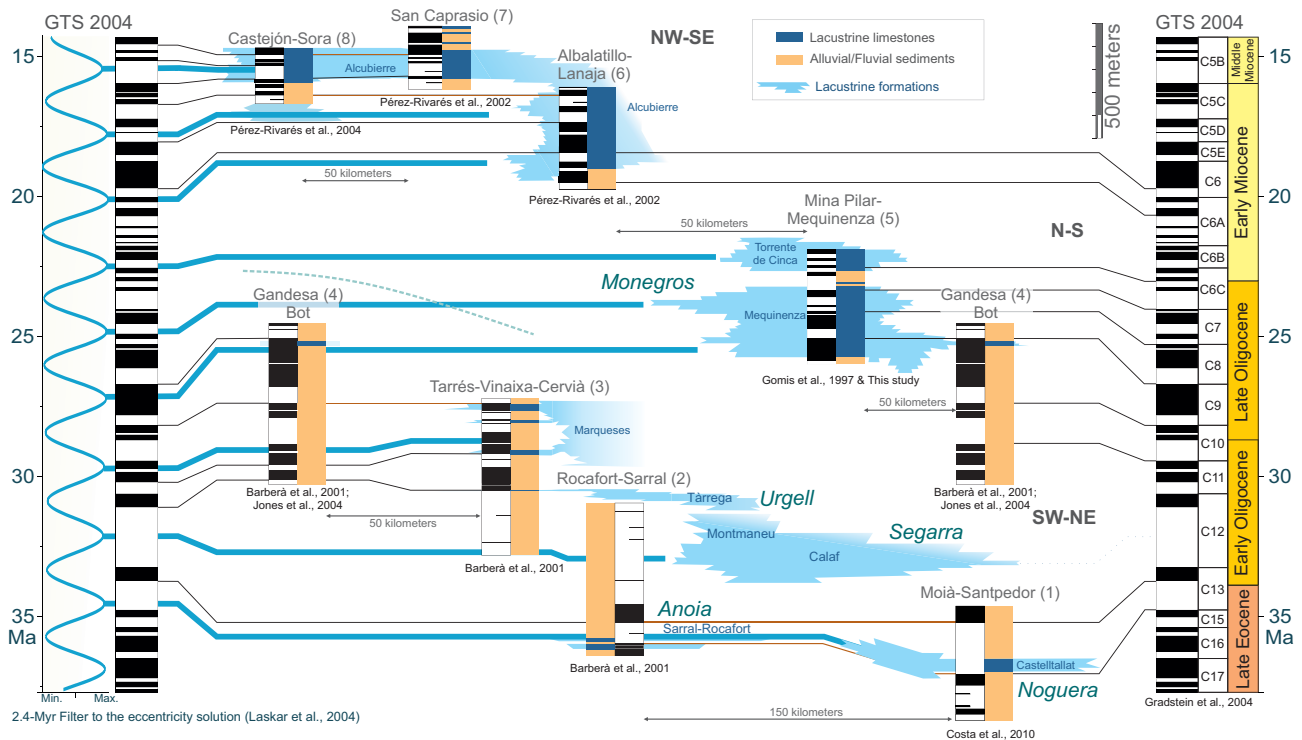 GTS 2004
San Caprasio (7)
GTS 2004
Castejón-Sora (8)
NW-SE
Albalatillo-
Lanaja (6)
Lacustrine limestones
Alluvial/Fluvial sediments
Lacustrine formations
500 meters
15
Alcubierre
Pérez-Rivarés et al., 2002
Alcubierre
Pérez-Rivarés et al., 2004
50 kilometers
Pérez-Rivarés et al., 2002
20
Mina Pilar-
Mequinenza (5)
50 kilometers
N-S
Torrente
de Cinca
Monegros
Gandesa (4)
Bot
Gandesa (4)
Bot
Mequinenza
25
Gomis et al., 1997 & This study
Tarrés-Vinaixa-Cervià (3)
50 kilometers
Marqueses
30
Rocafort-Sarral (2)
Barberà et al., 2001;
Jones et al., 2004
Barberà et al., 2001;
Jones et al., 2004
Tàrrega
Urgell
50 kilometers
SW-NE
Montmaneu
Segarra
Calaf
Barberà et al., 2001
Moià-Santpedor (1)
Anoia
35
Ma
Sarral-Rocafort
Barberà et al., 2001
Castelltallat
Noguera
Min.
Max.
2.4-Myr Filter to the eccentricity solution (Laskar et al., 2004)
150 kilometers
Costa et al., 2010
C5B
C5C
C5D
C5E
C6
C6A
C6B
C6C
C7
C8
C9
C10
C11
C12
C13
C15
C16
C17
Middle
Miocene
Early Miocene
Late Oligocene
Early Oligocene
Late Eocene
15
20
25
30
35
Ma
Gradstein et al., 2004